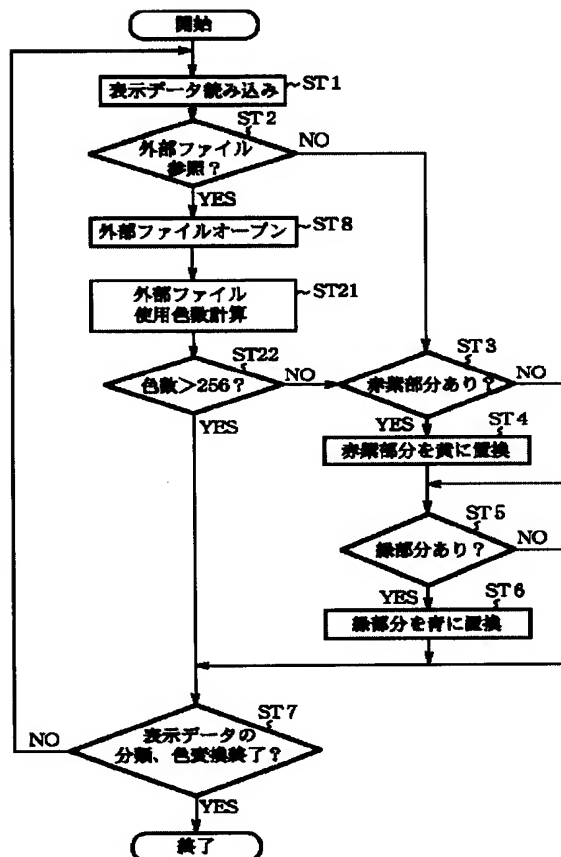 開始
表示データ読み込み
ST1
ST2
外部ファイル
参照？
NO
YES
外部ファイルオープン
ST8
外部ファイル
使用色数計算
ST21
ST22
色数＞256？
NO
YES
ST3
赤紫部分あり？
NO
YES
ST4
赤紫部分を黄に置換
ST5
緑部分あり？
NO
YES
ST6
緑部分を青に置換
ST7
表示データの
分類、色変換終了？
NO
YES
終了